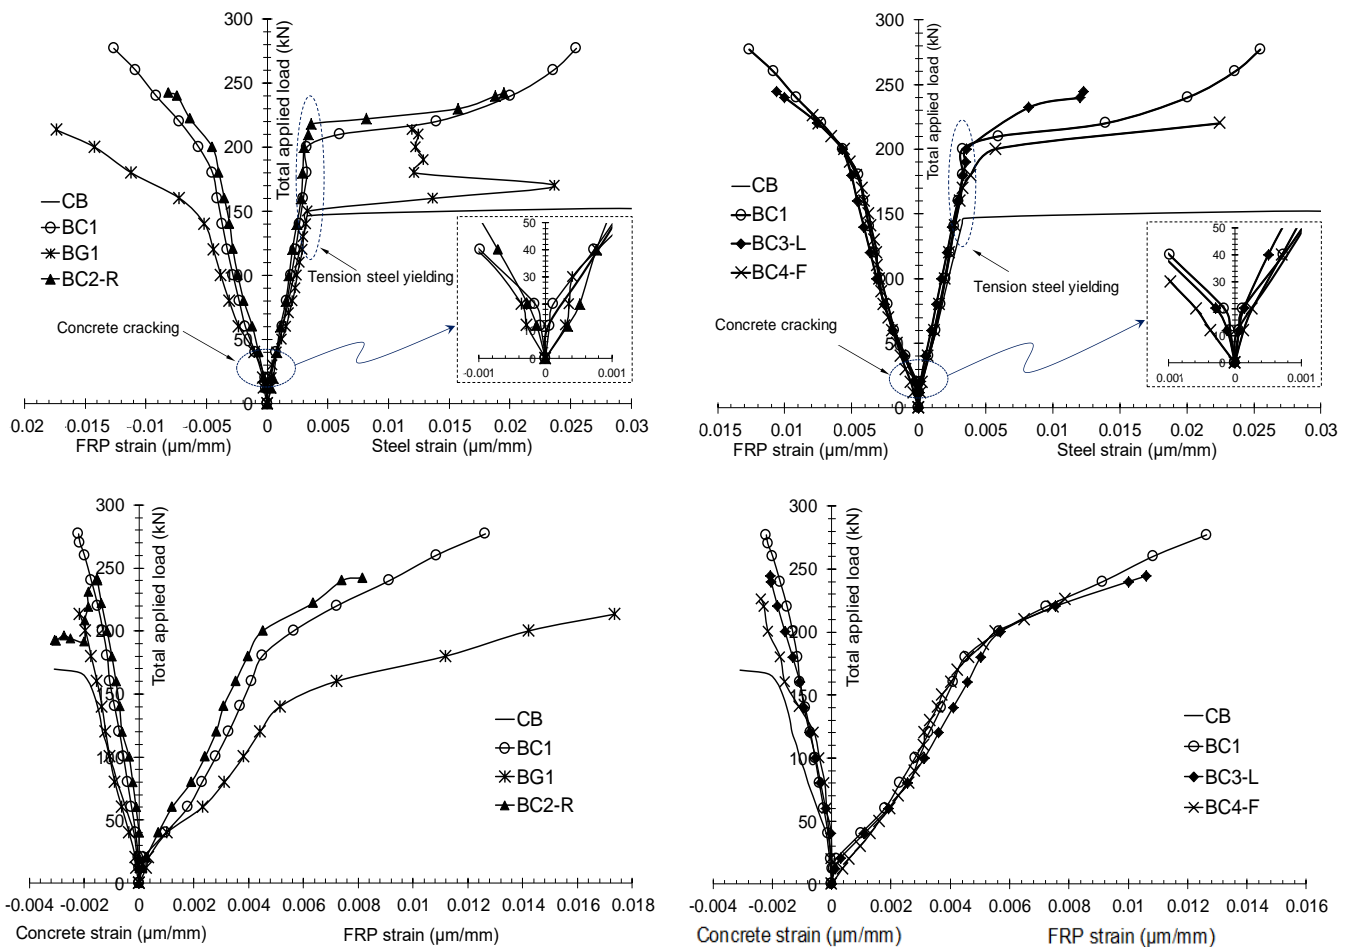 300
250
200
150
100
50
0
Total applied load (kN)
CB
BC1
BG1
BC2-R
Tension steel yielding
Concrete cracking
50
40
30
-0.001
0
0.001
0.02
-0.015
-0.01
-0.005
0
0.005
0.01
0.015
0.02
0.025
0.03
FRP strain (µm/mm)
Steel strain (µm/mm)
300
250
200
150
100
50
0
Total applied load (kN)
CB
BC1
BC3-L
BC4-F
Tension steel yielding
Concrete cracking
50
40
30
0.001
0
0.001
0.015
0.01
0.005
0
0.005
0.01
0.015
0.02
0.025
0.03
FRP strain (µm/mm)
Steel strain (µm/mm)
300
250
200
150
100
50
0
Total applied load (kN)
CB
BC1
BG1
BC2-R
-0.004 -0.002 0 0.002 0.004 0.006 0.008 0.01 0.012 0.014 0.016 0.018
Concrete strain (µm/mm)
FRP strain (µm/mm)
300
250
200
150
100
50
0
Total applied load (kN)
CB
BC1
BC3-L
BC4-F
-0.004 -0.002 0 0.002 0.004 0.006 0.008 0.01 0.012 0.014 0.016
Concrete strain (µm/mm)
FRP strain (µm/mm)